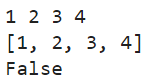 1 2 3 4
[1, 2, 3, 4]
False